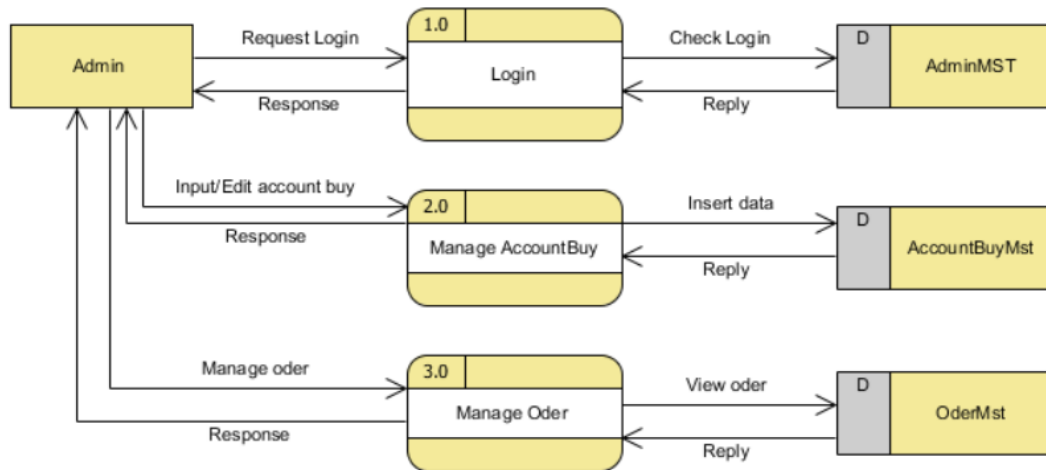 1.0
Request Login
Check Login
D
Admin
Login
AdminMST
Response
Reply
Input/Edit account buy
2.0
Insert data
D
Response
Manage AccountBuy
AccountBuyMst
Reply
Manage oder
3.0
View oder
D
Manage Oder
OderMst
Response
Reply